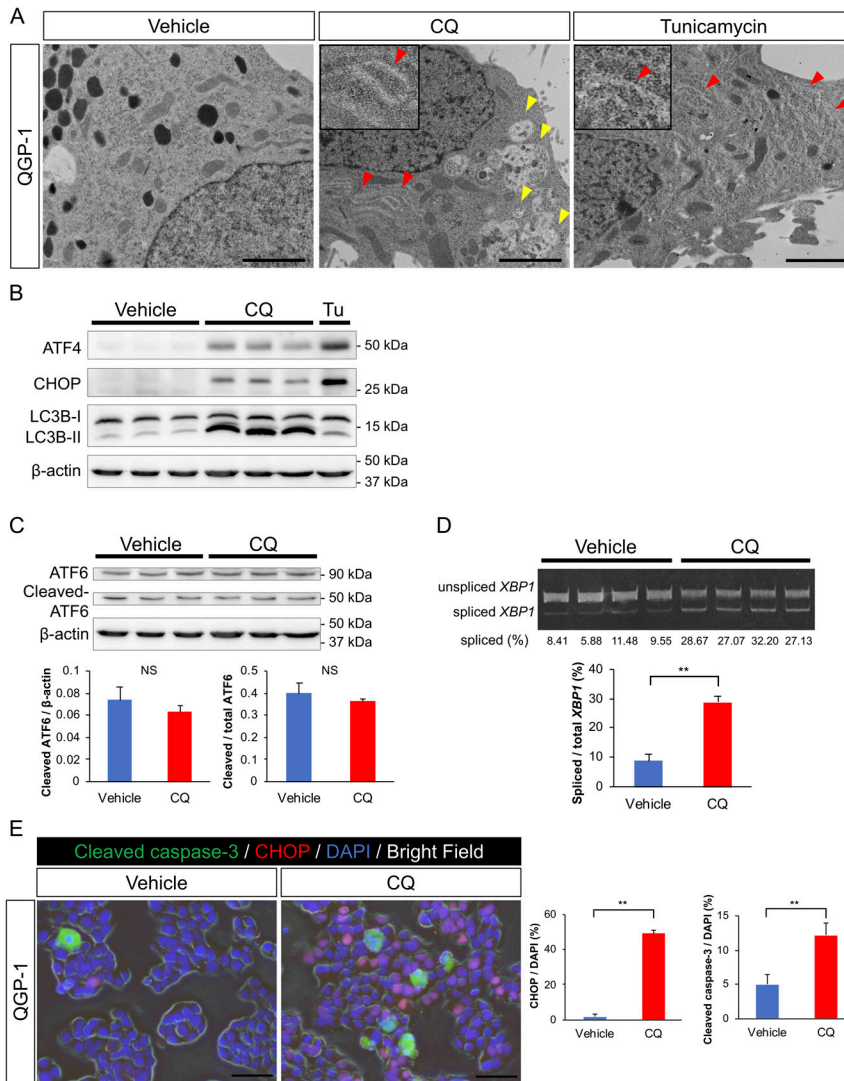 A
Vehicle
CQ
Tunicamycin
QGP-1
B
Vehicle
CQ
Tu
ATF4
- 50 kDa
CHOP
- 25 kDa
LC3B-I
LC3B-II
- 15 kDa
β-actin
- 50 kDa
- 37 kDa
C
Vehicle
CQ
ATF6
- 90 kDa
Cleaved-
ATF6
- 50 kDa
β-actin
- 50 kDa
- 37 kDa
NS
Cleaved ATF6 / β-actin
0.1
0.08
0.06
0.04
0.02
0
Vehicle
CQ
NS
Cleaved / total ATF6
0.5
0.4
0.3
0.2
0.1
0
Vehicle
CQ
D
Vehicle
CQ
unspliced XBP1
spliced XBP1
spliced (%) 8.41 5.88 11.48 9.55 28.67 27.07 32.20 27.13
Spliced / total XBP1 (%)
40
30
20
10
0
**
Vehicle
CQ
E
Cleaved caspase-3 / CHOP / DAPI / Bright Field
Vehicle
CQ
QGP-1
CHOP / DAPI (%)
60
40
20
0
**
Vehicle
CQ
Cleaved caspase-3 / DAPI (%)
15
10
5
0
**
Vehicle
CQ